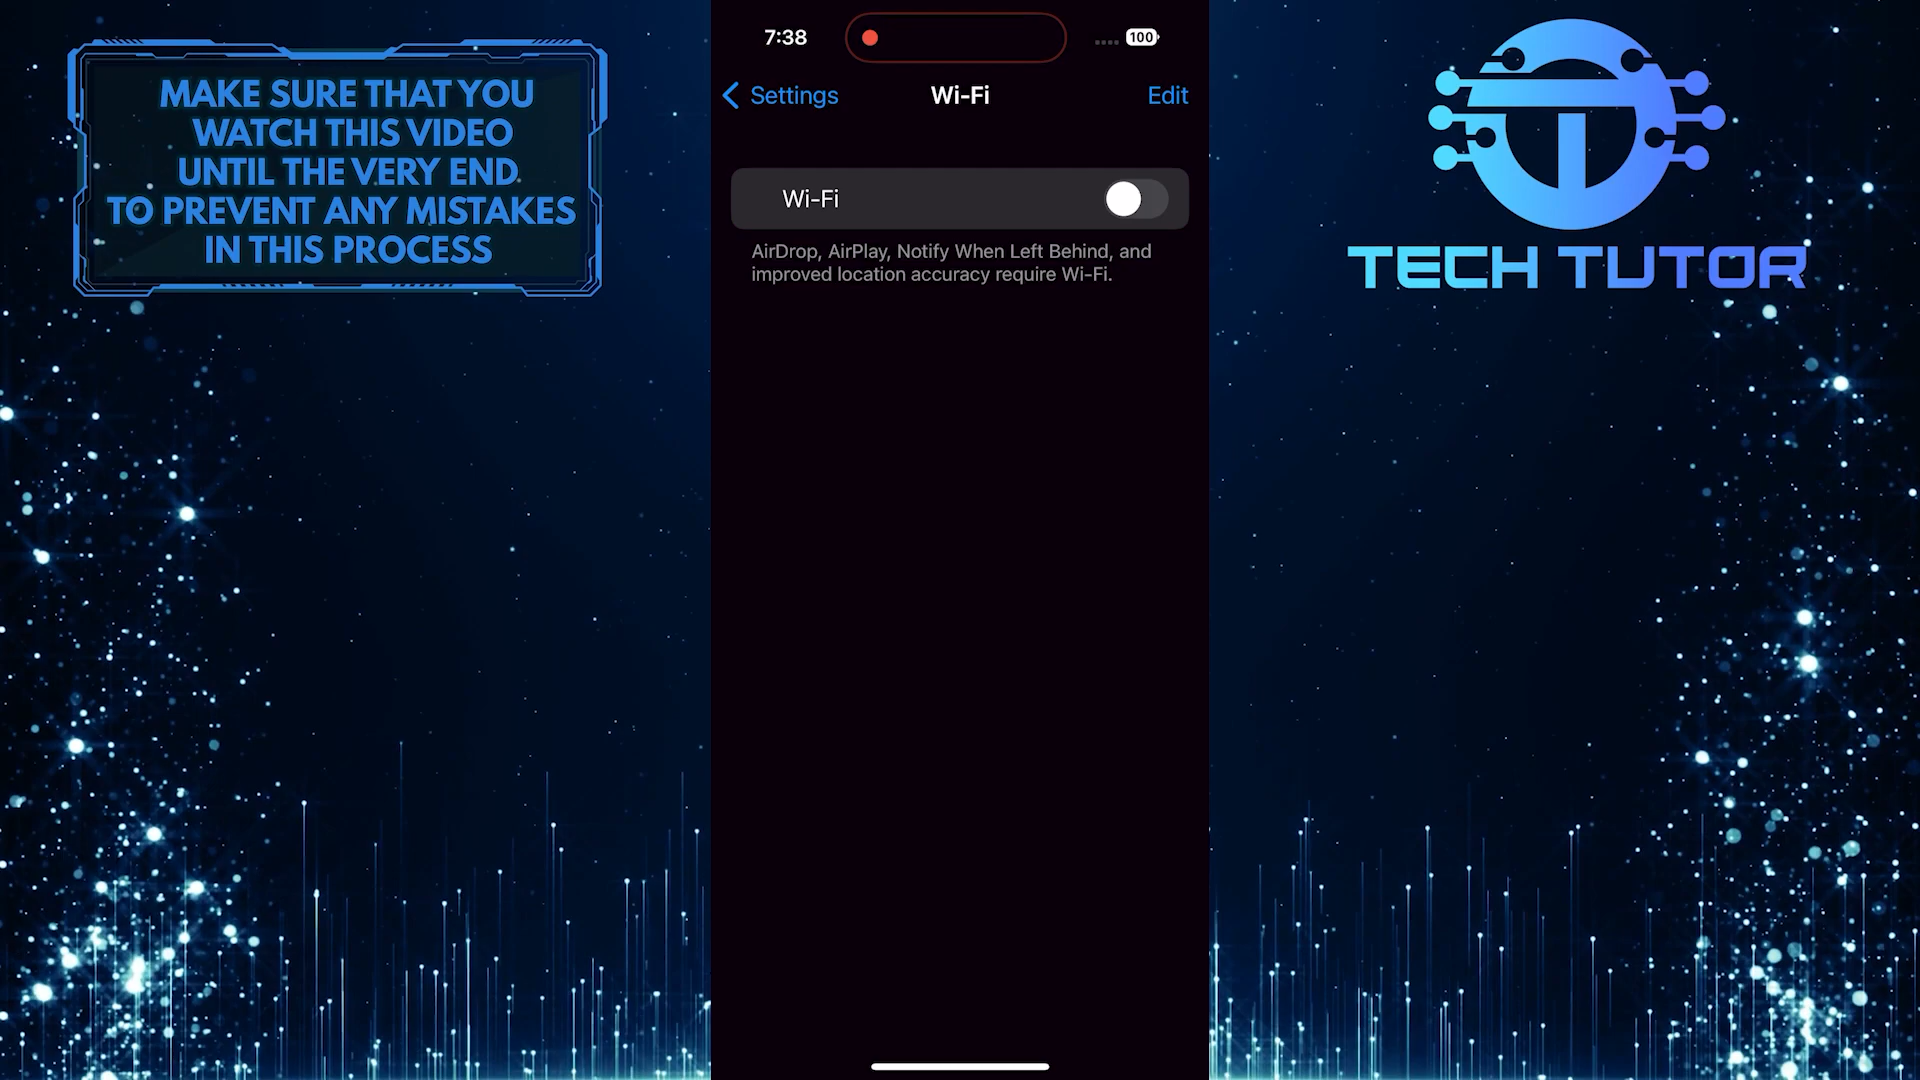 MAKE SURE THAT YOU
WATCH THIS VIDEO
UNTIL THE VERY END
TO PREVENT ANY MISTAKES
IN THIS PROCESS
7:38
100
Settings
Wi-Fi
Edit
Wi-Fi
AirDrop, AirPlay, Notify When Left Behind, and
improved location accuracy require Wi-Fi.
TECH TUTOR